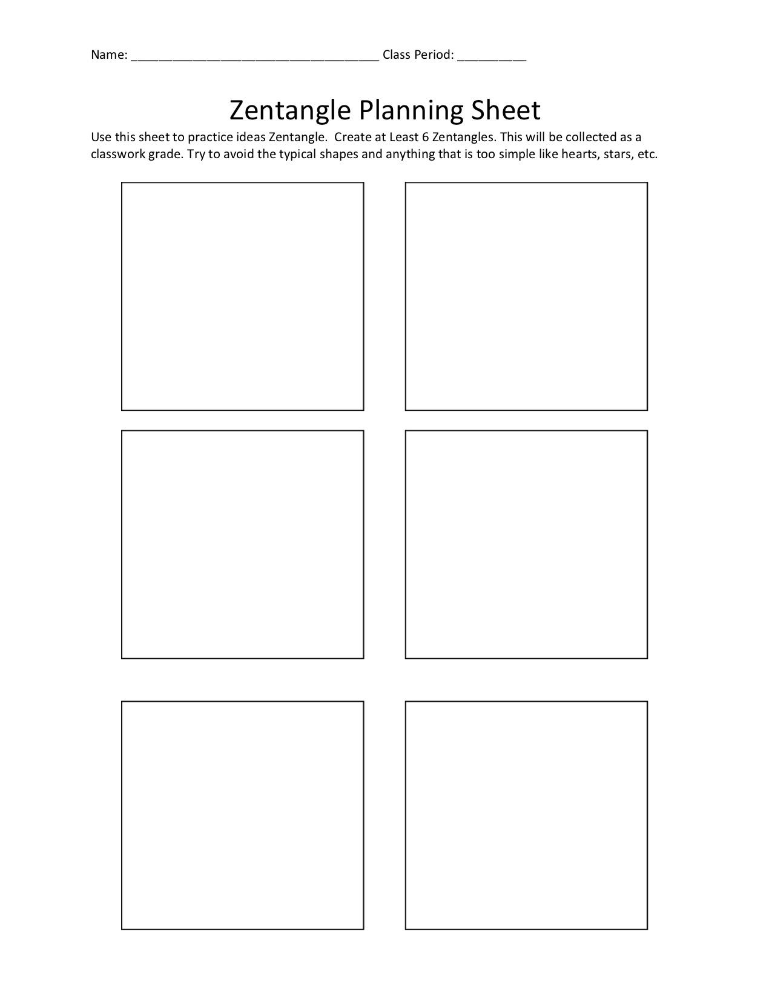 Name: ____________________________________ Class Period: __________
Zentangle Planning Sheet
Use this sheet to practice ideas Zentangle.  Create at Least 6 Zentangles. This will be collected as a
classwork grade. Try to avoid the typical shapes and anything that is too simple like hearts, stars, etc.